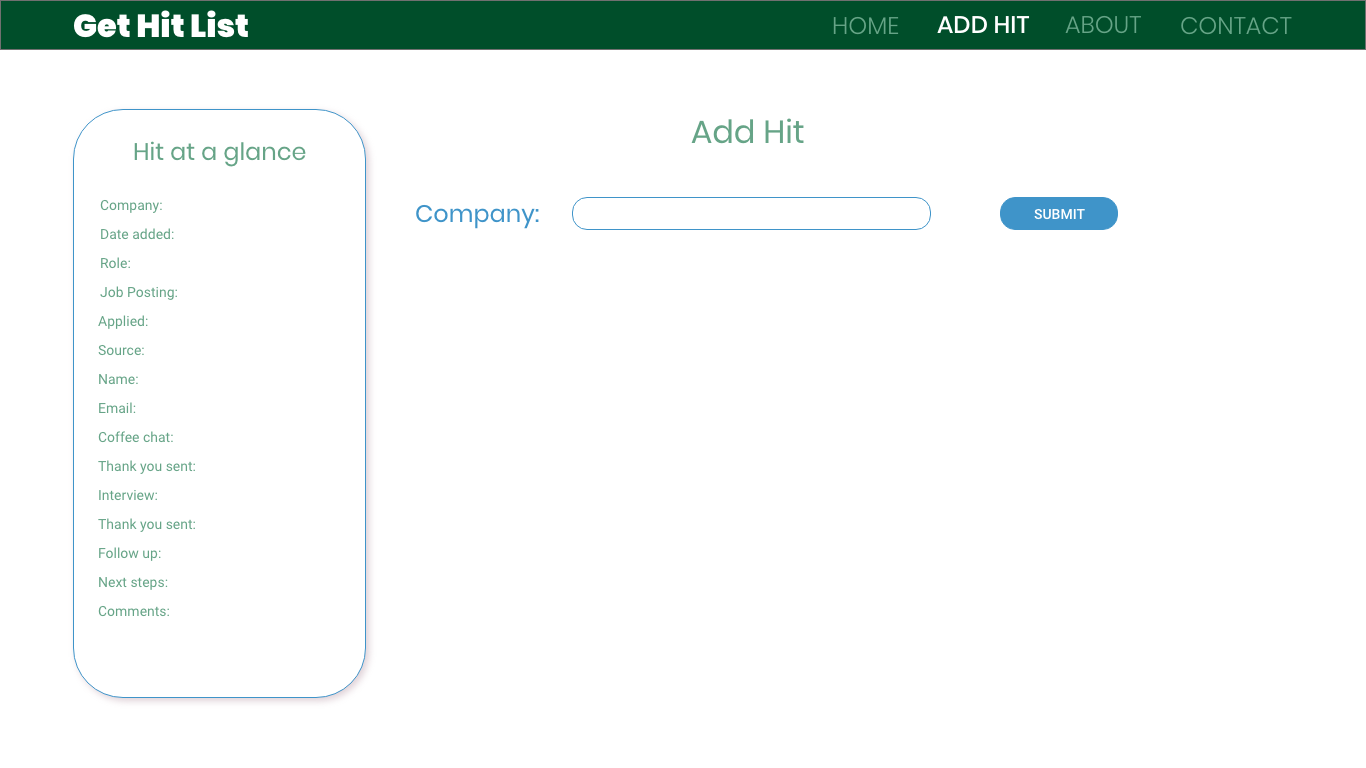 Get Hit List
HOME ADD HIT ABOUT CONTACT
Hit at a glance
Company:
Date added:
Role:
Job Posting:
Applied:
Source:
Name:
Email:
Coffee chat:
Thank you sent:
Interview:
Thank you sent:
Follow up:
Next steps:
Comments:
Add Hit
Company:
SUBMIT